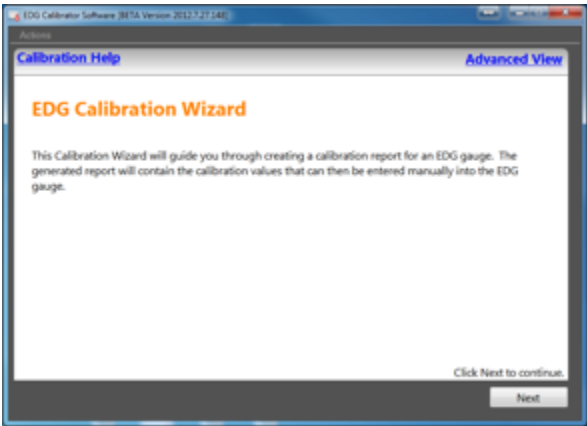 EDG Calibrator Software [BETA Version 2012.7.27.148]
Actions
Calibration Help
Advanced View
EDG Calibration Wizard
This Calibration Wizard will guide you through creating a calibration report for an EDG gauge. The
generated report will contain the calibration values that can then be entered manually into the EDG
gauge.
Click Next to continue.
Next